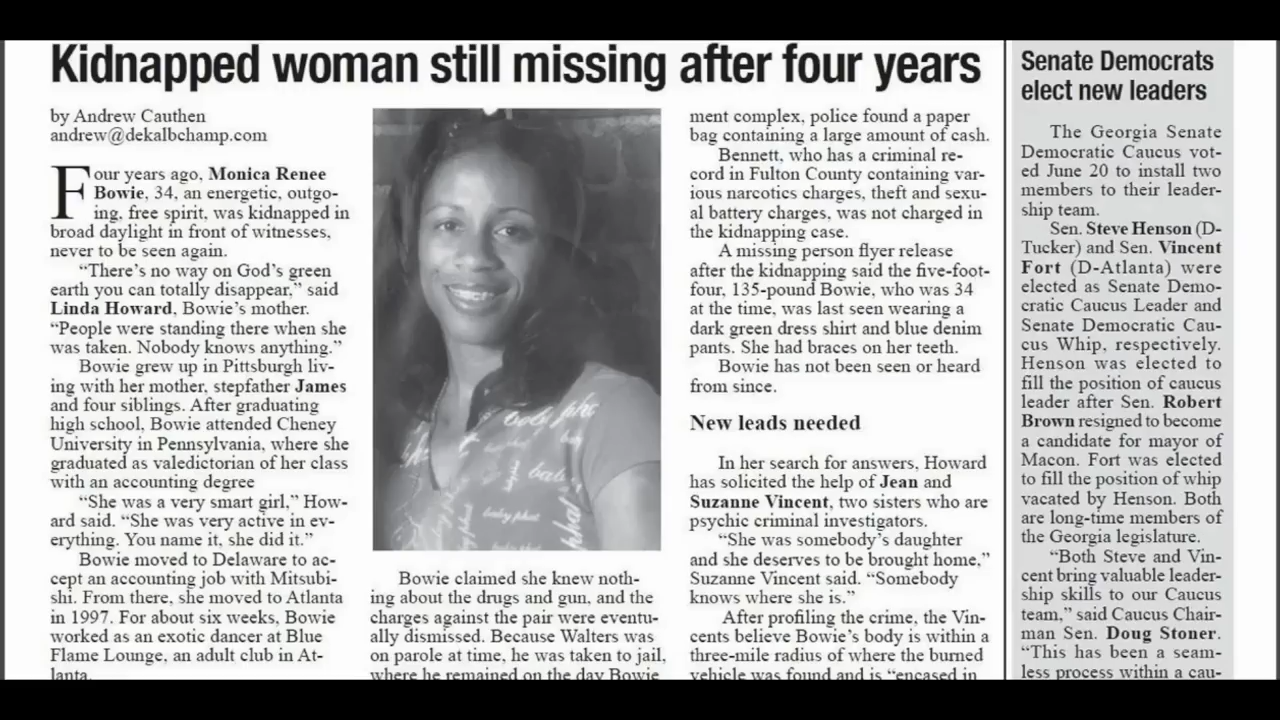 Kidnapped woman still missing after four years
by Andrew Cauthen
andrew@dekalbchamp.com
Four years ago, Monica Renee
Bowie, 34, an energetic, outgo-
ing, free spirit, was kidnapped in
broad daylight in front of witnesses,
never to be seen again.
“There’s no way on God’s green
earth you can totally disappear,” said
Linda Howard, Bowie’s mother.
“People were standing there when she
was taken. Nobody knows anything.”
Bowie grew up in Pittsburgh liv-
ing with her mother, stepfather James
and four siblings. After graduating
high school, Bowie attended Cheney
University in Pennsylvania, where she
graduated as valedictorian of her class
with an accounting degree
“She was a very smart girl,” How-
ard said. “She was very active in ev-
erything. You name it, she did it.”
Bowie moved to Delaware to ac-
cept an accounting job with Mitsubi-
shi. From there, she moved to Atlanta
in 1997. For about six weeks, Bowie
worked as an exotic dancer at Blue
Flame Lounge, an adult club in At-
lanta.
baby phat
Bowie claimed she knew noth-
ing about the drugs and gun, and the
charges against the pair were eventu-
ally dismissed. Because Walters was
on parole at time, he was taken to jail,
where he remained on the day Bowie
ment complex, police found a paper
bag containing a large amount of cash.
Bennett, who has a criminal re-
cord in Fulton County containing var-
ious narcotics charges, theft and sexu-
al battery charges, was not charged in
the kidnapping case.
A missing person flyer release
after the kidnapping said the five-foot-
four, 135-pound Bowie, who was 34
at the time, was last seen wearing a
dark green dress shirt and blue denim
pants. She had braces on her teeth.
Bowie has not been seen or heard
from since.
New leads needed
In her search for answers, Howard
has solicited the help of Jean and
Suzanne Vincent, two sisters who are
psychic criminal investigators.
“She was somebody’s daughter
and she deserves to be brought home,”
Suzanne Vincent said. “Somebody
knows where she is.”
After profiling the crime, the Vin-
cents believe Bowie’s body is within a
three-mile radius of where the burned
vehicle was found and is “encased in
Senate Democrats
elect new leaders
The Georgia Senate
Democratic Caucus vot-
ed June 20 to install two
members to their leader-
ship team.
Sen. Steve Henson (D-
Tucker) and Sen. Vincent
Fort (D-Atlanta) were
elected as Senate Demo-
cratic Caucus Leader and
Senate Democratic Cau-
cus Whip, respectively.
Henson was elected to
fill the position of caucus
leader after Sen. Robert
Brown resigned to become
a candidate for mayor of
Macon. Fort was elected
to fill the position of whip
vacated by Henson. Both
are long-time members of
the Georgia legislature.
“Both Steve and Vin-
cent bring valuable leader-
ship skills to our Caucus
team,” said Caucus Chair-
man Sen. Doug Stoner.
“This has been a seam-
less process within a cau-